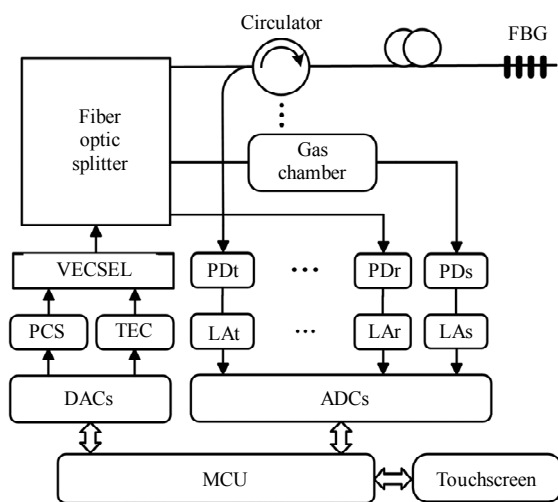 Circulator
FBG
Fiber
optic
splitter
Gas
chamber
VECSEL
PDt
PDr
PDs
PCS
TEC
LAt
LAr
LAs
DACs
ADCs
MCU
Touchscreen